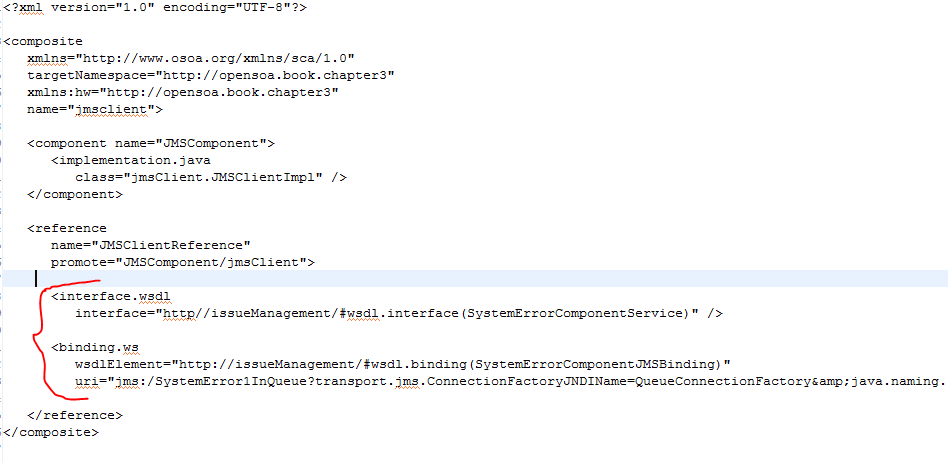 <?xml version="1.0" encoding="UTF-8"?>
<composite
xmlns="http://www.osoa.org/xmlns/sca/1.0"
targetNamespace="http://opensoa.book.chapter3"
xmlns:hw="http://opensoa.book.chapter3"
name="jmsclient">
<component name="JMSComponent">
<implementation.java
class="jmsClient.JMSClientImpl" />
</component>
<reference
name="JMSClientReference"
promote="JMSComponent/jmsClient">
<interface.wsdl
interface="http//issueManagement/#wsdl.interface(SystemErrorComponentService)" />
<binding.ws
wsdlElement="http://issueManagement/#wsdl.binding(SystemErrorComponentJMSBinding)"
uri="jms:/SystemError1InQueue?transport.jms.ConnectionFactoryJNDIName=QueueConnectionFactory&amp;java.naming.
</reference>
</composite>